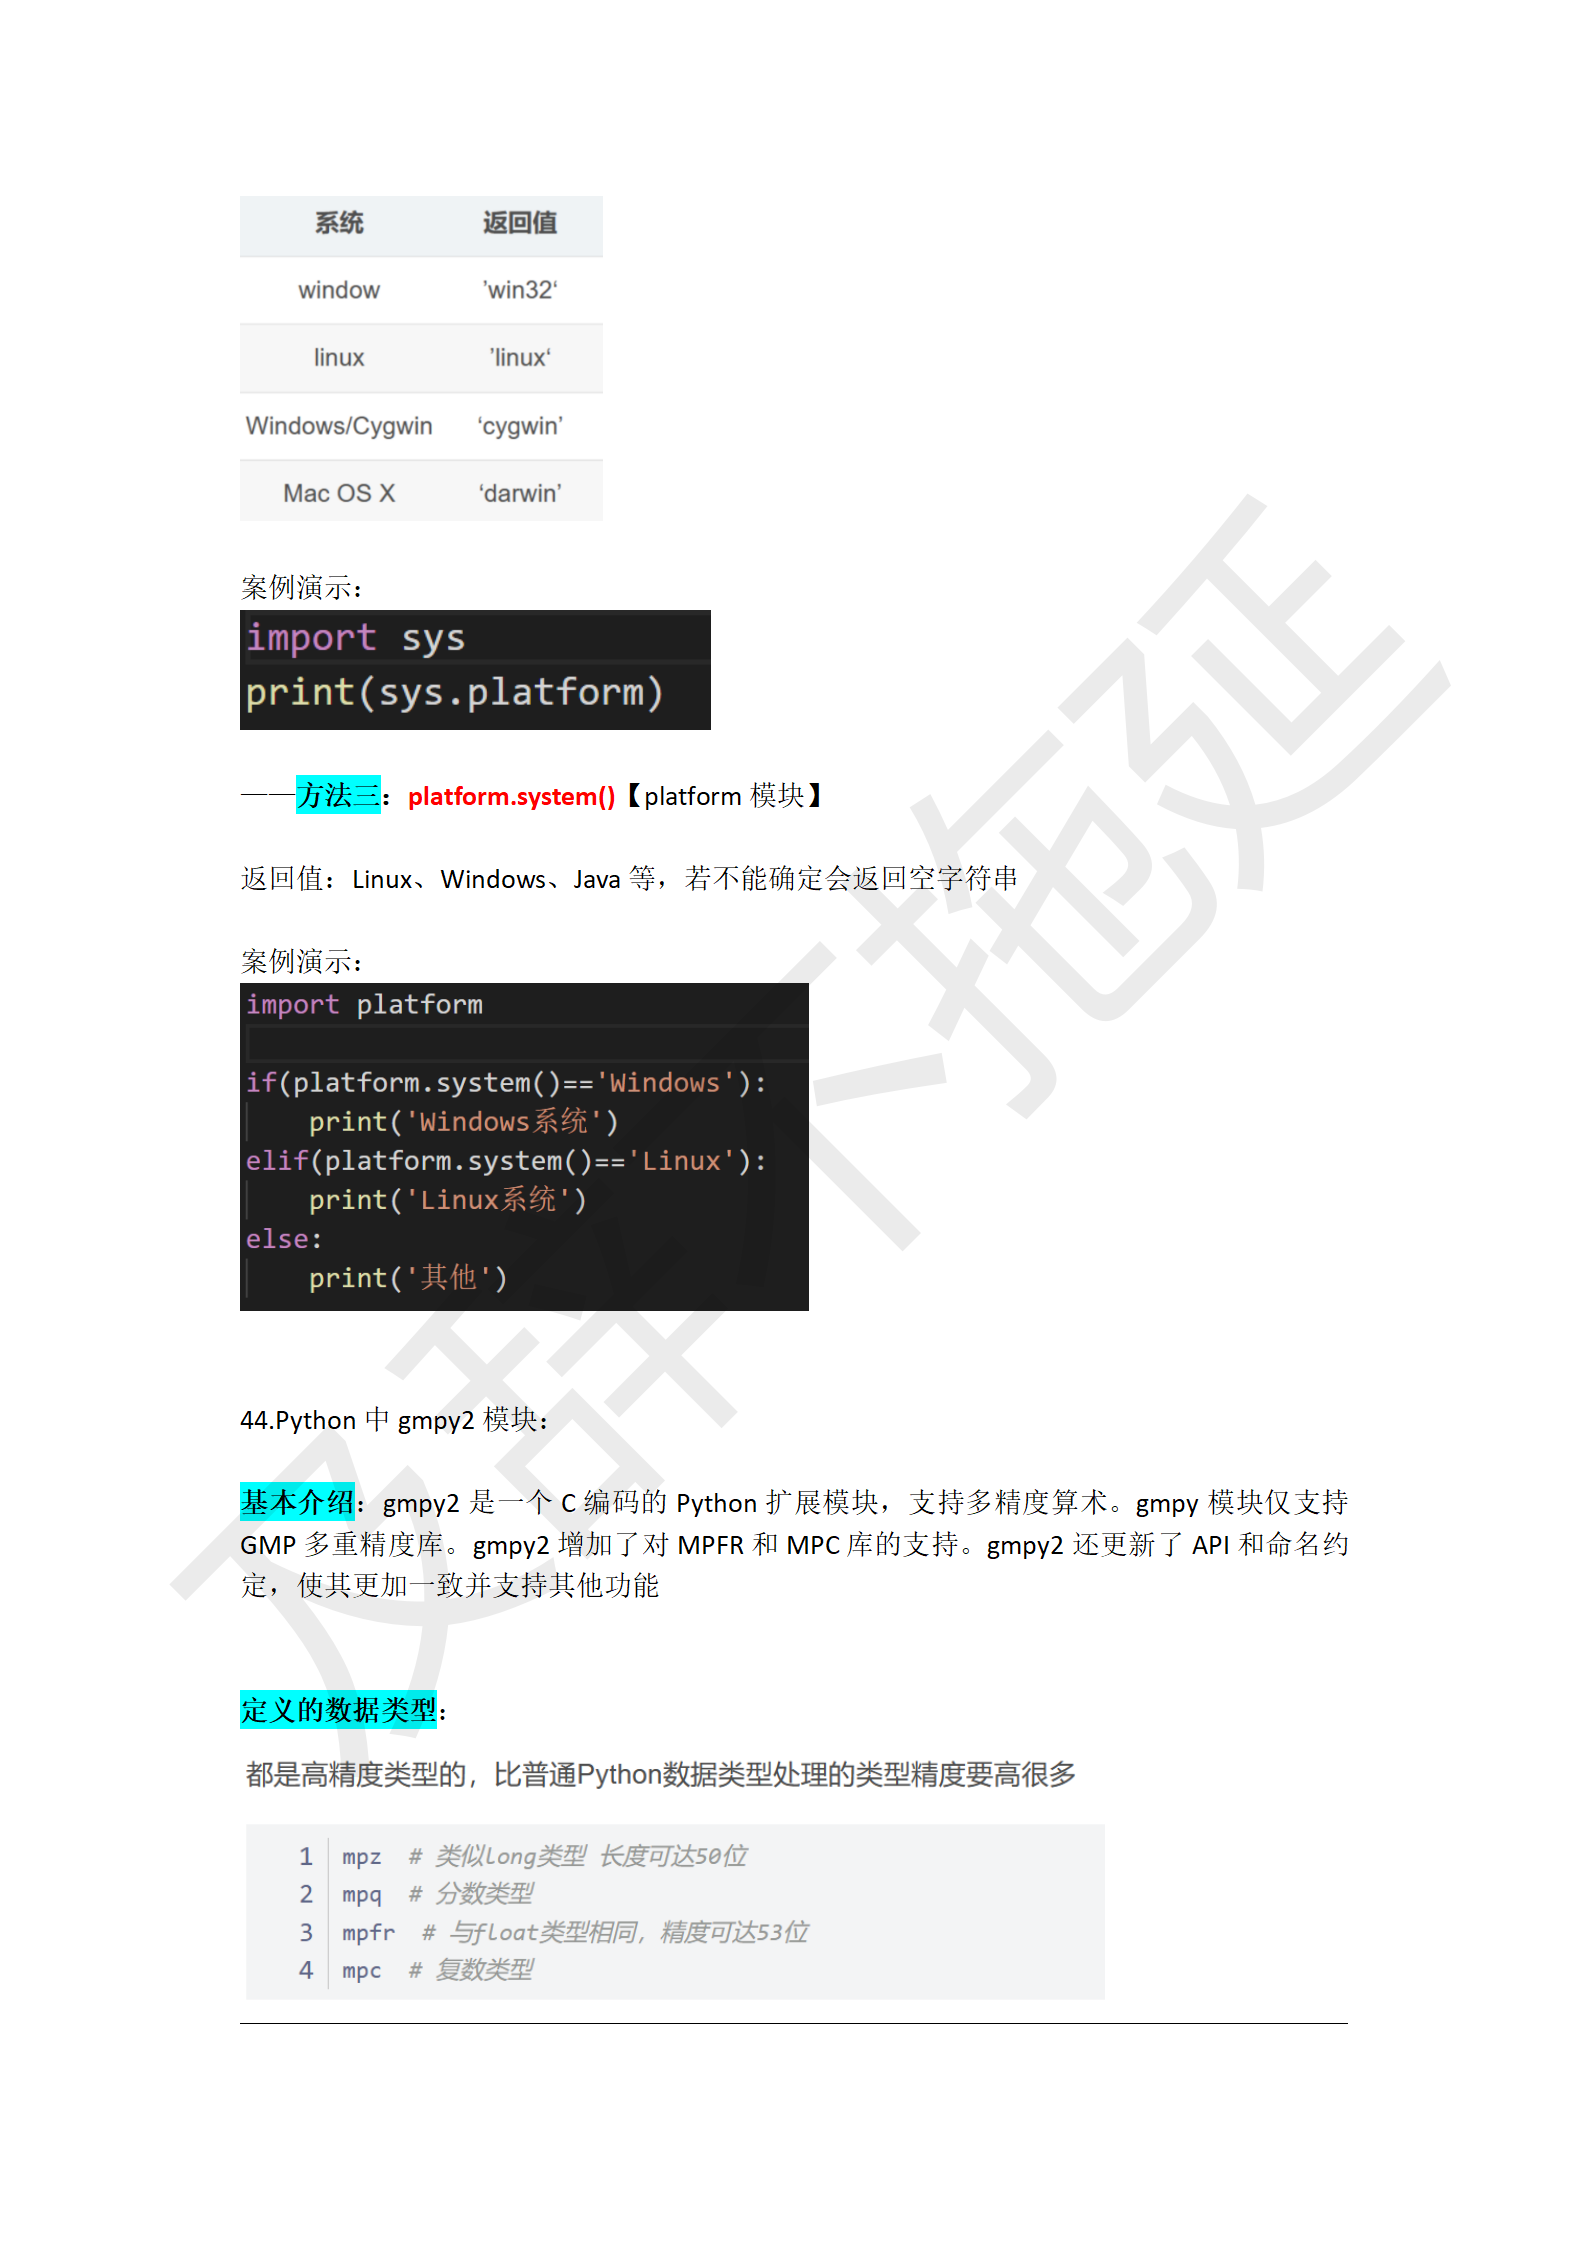 系统 返回值
window ’win32‘
linux ’linux‘
Windows/Cygwin ‘cygwin’
Mac OS X ‘darwin’
案例演示：
import sys
print(sys.platform)
——方法三：platform.system()【platform 模块】
返回值：Linux、Windows、Java 等，若不能确定会返回空字符串
案例演示：
import platform
if(platform.system()=='Windows'):
    print('Windows系统')
elif(platform.system()=='Linux'):
    print('Linux系统')
else:
    print('其他')
44.Python 中 gmpy2 模块：
基本介绍：gmpy2 是一个 C 编码的 Python 扩展模块，支持多精度算术。gmpy 模块仅支持
GMP 多重精度库。gmpy2 增加了对 MPFR 和 MPC 库的支持。gmpy2 还更新了 API 和命名约
定，使其更加一致并支持其他功能
定义的数据类型：
都是高精度类型的，比普通Python数据类型处理的类型精度要高很多
1 mpz # 类似long类型 长度可达50位
2 mpq # 分数类型
3 mpfr # 与float类型相同，精度可达53位
4 mpc # 复数类型
及辞不拖延